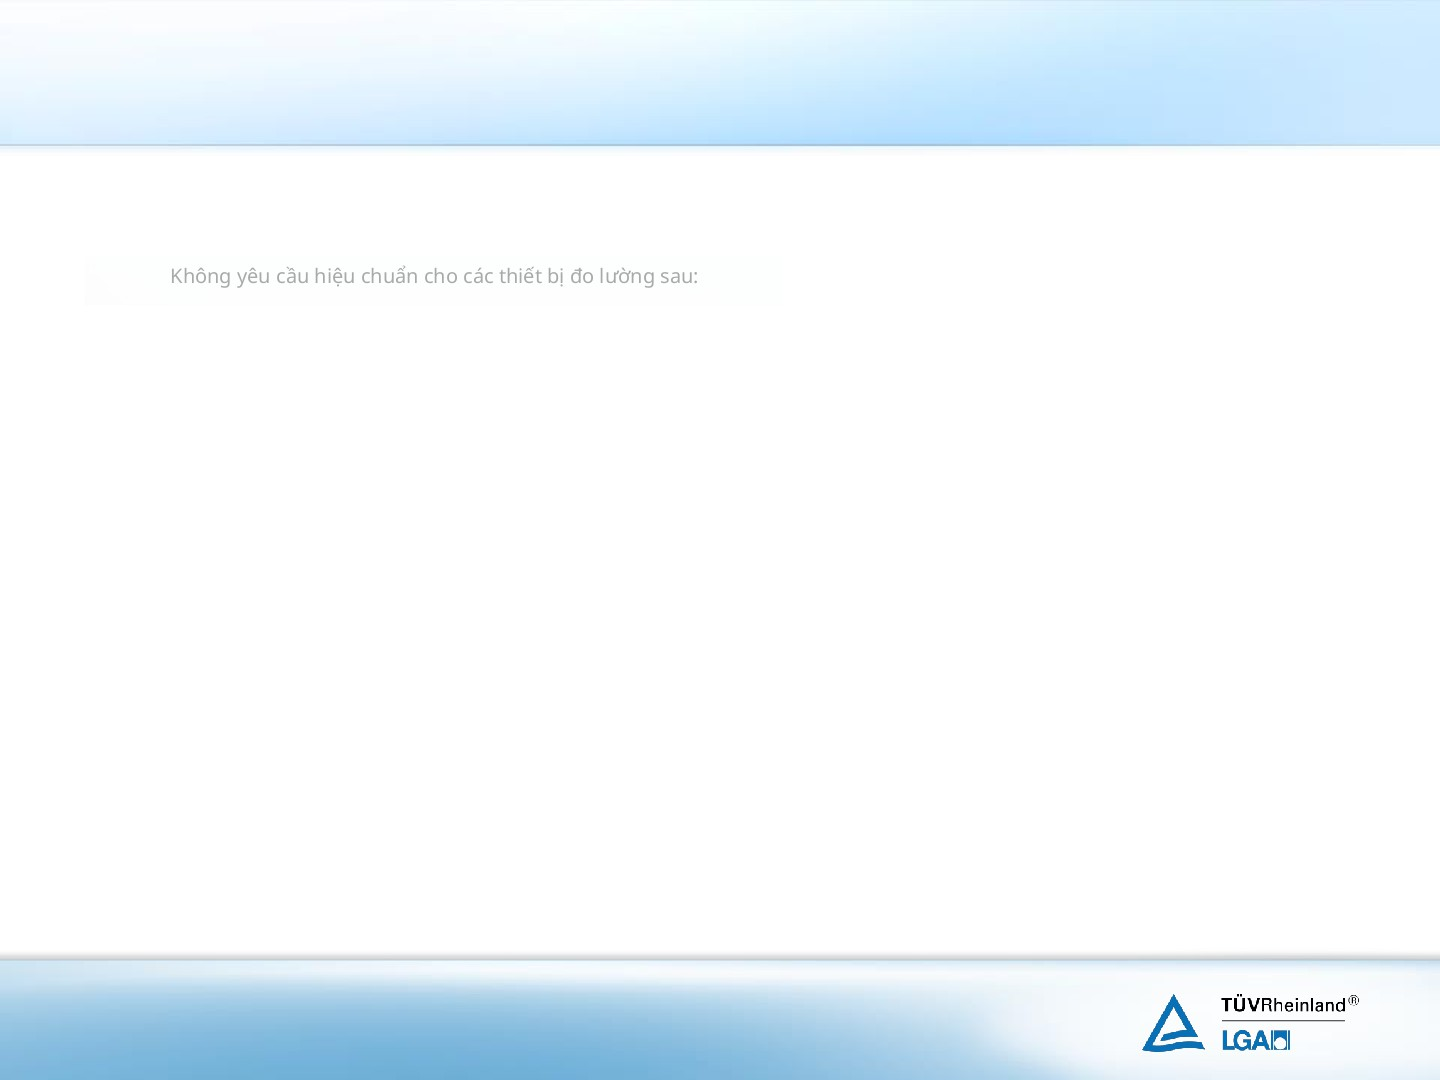 Không yêu cầu hiệu chuẩn cho các thiết bị đo lường sau:
TÜVRheinland®
LGA